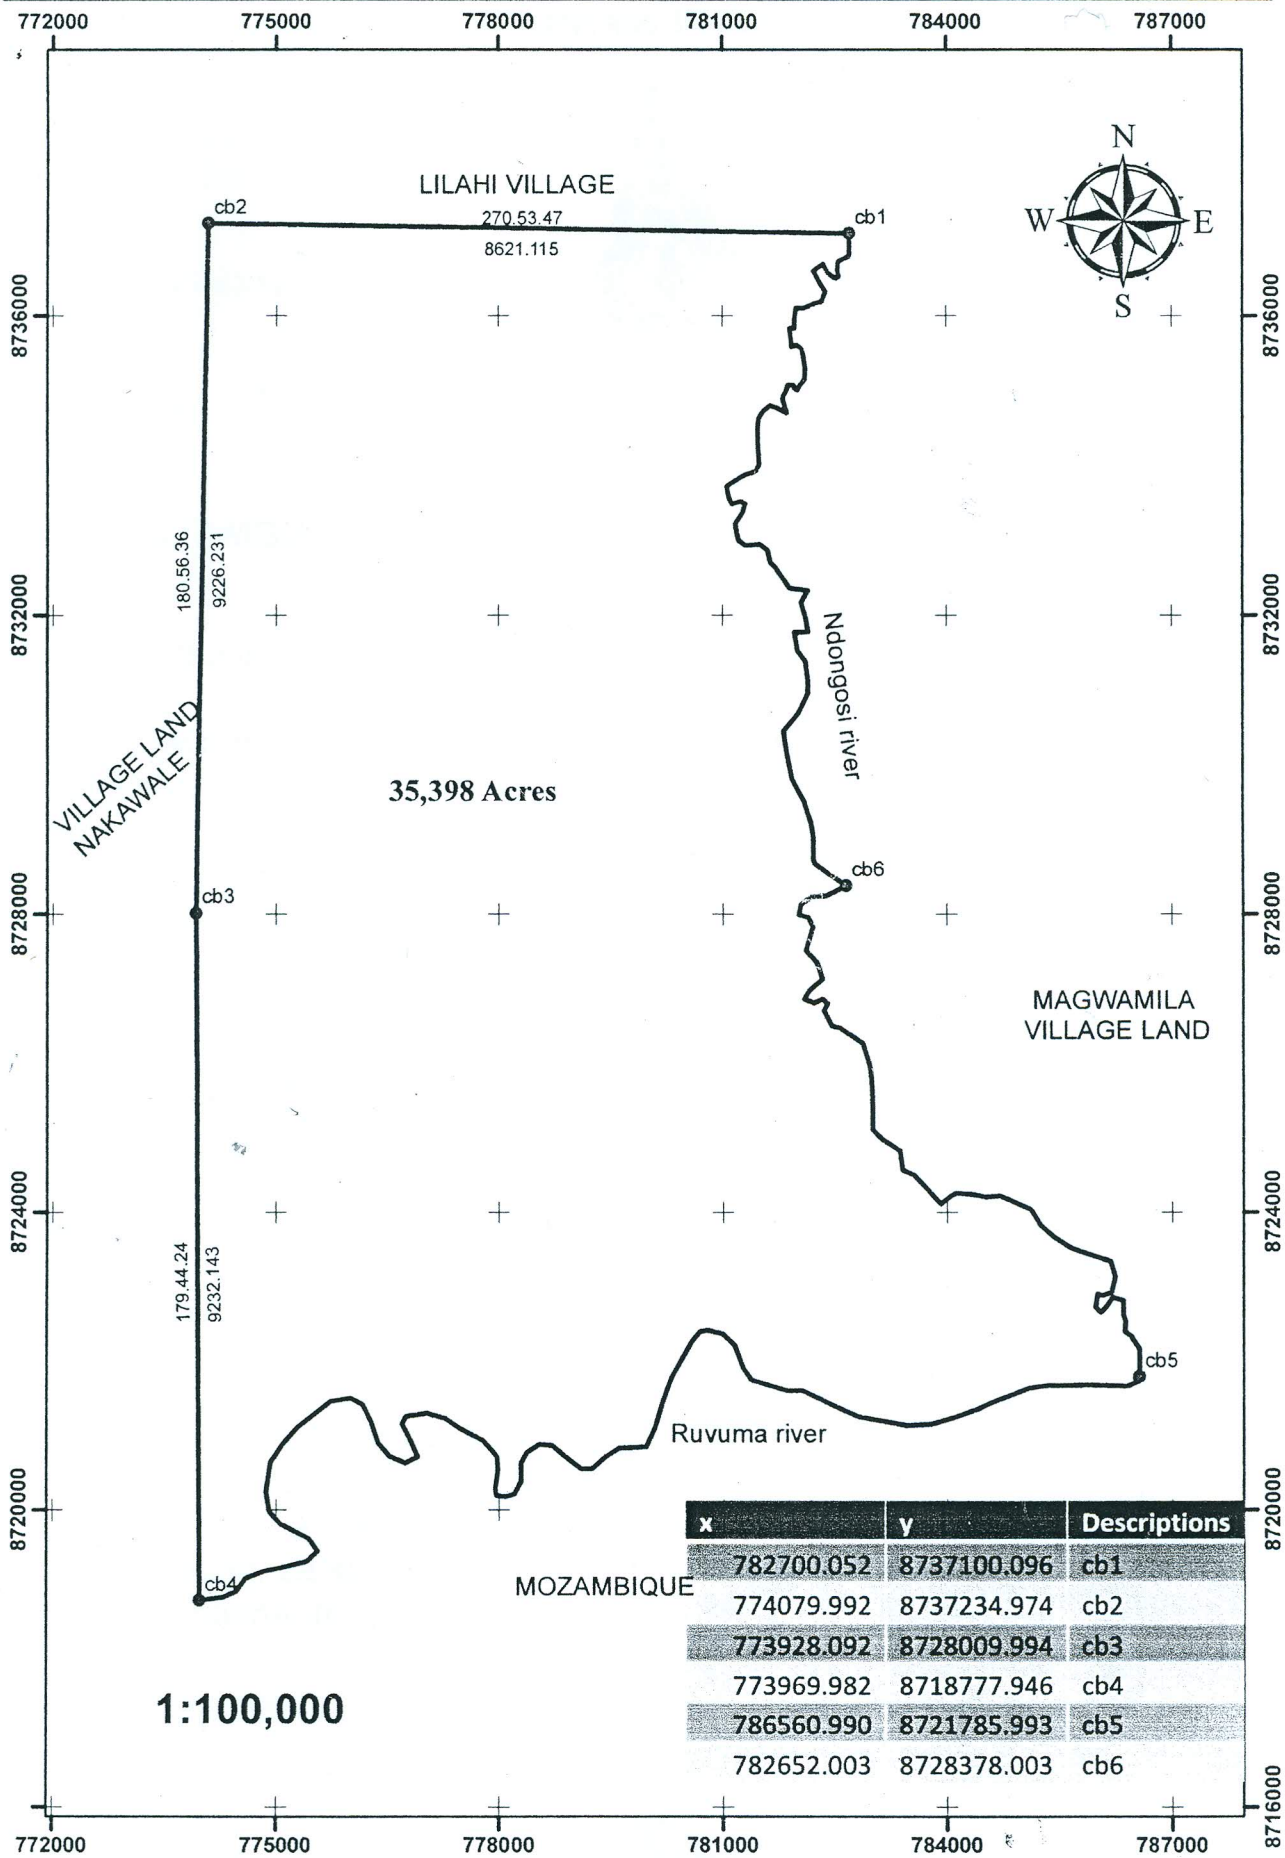 772000 775000 778000 781000 784000 787000
N
W E
S
LILAHI VILLAGE
cb2 270.53.47 cb1
8621.115
8736000 8736000
180.56.36
9226.231
8732000 8732000
Ndongosi river
VILLAGE LAND
NAKAWALE
35,398 Acres
cb6
cb3
8728000 8728000
MAGWAMILA
VILLAGE LAND
8724000 8724000
179.44.24
9232.143
cb5
Ruvuma river
8720000 8720000
cb4
MOZAMBIQUE
x y Descriptions
782700.052 8737100.096 cb1
774079.992 8737234.974 cb2
773928.092 8728009.994 cb3
773969.982 8718777.946 cb4
786560.990 8721785.993 cb5
782652.003 8728378.003 cb6
1:100,000
8716000
772000 775000 778000 781000 784000 787000